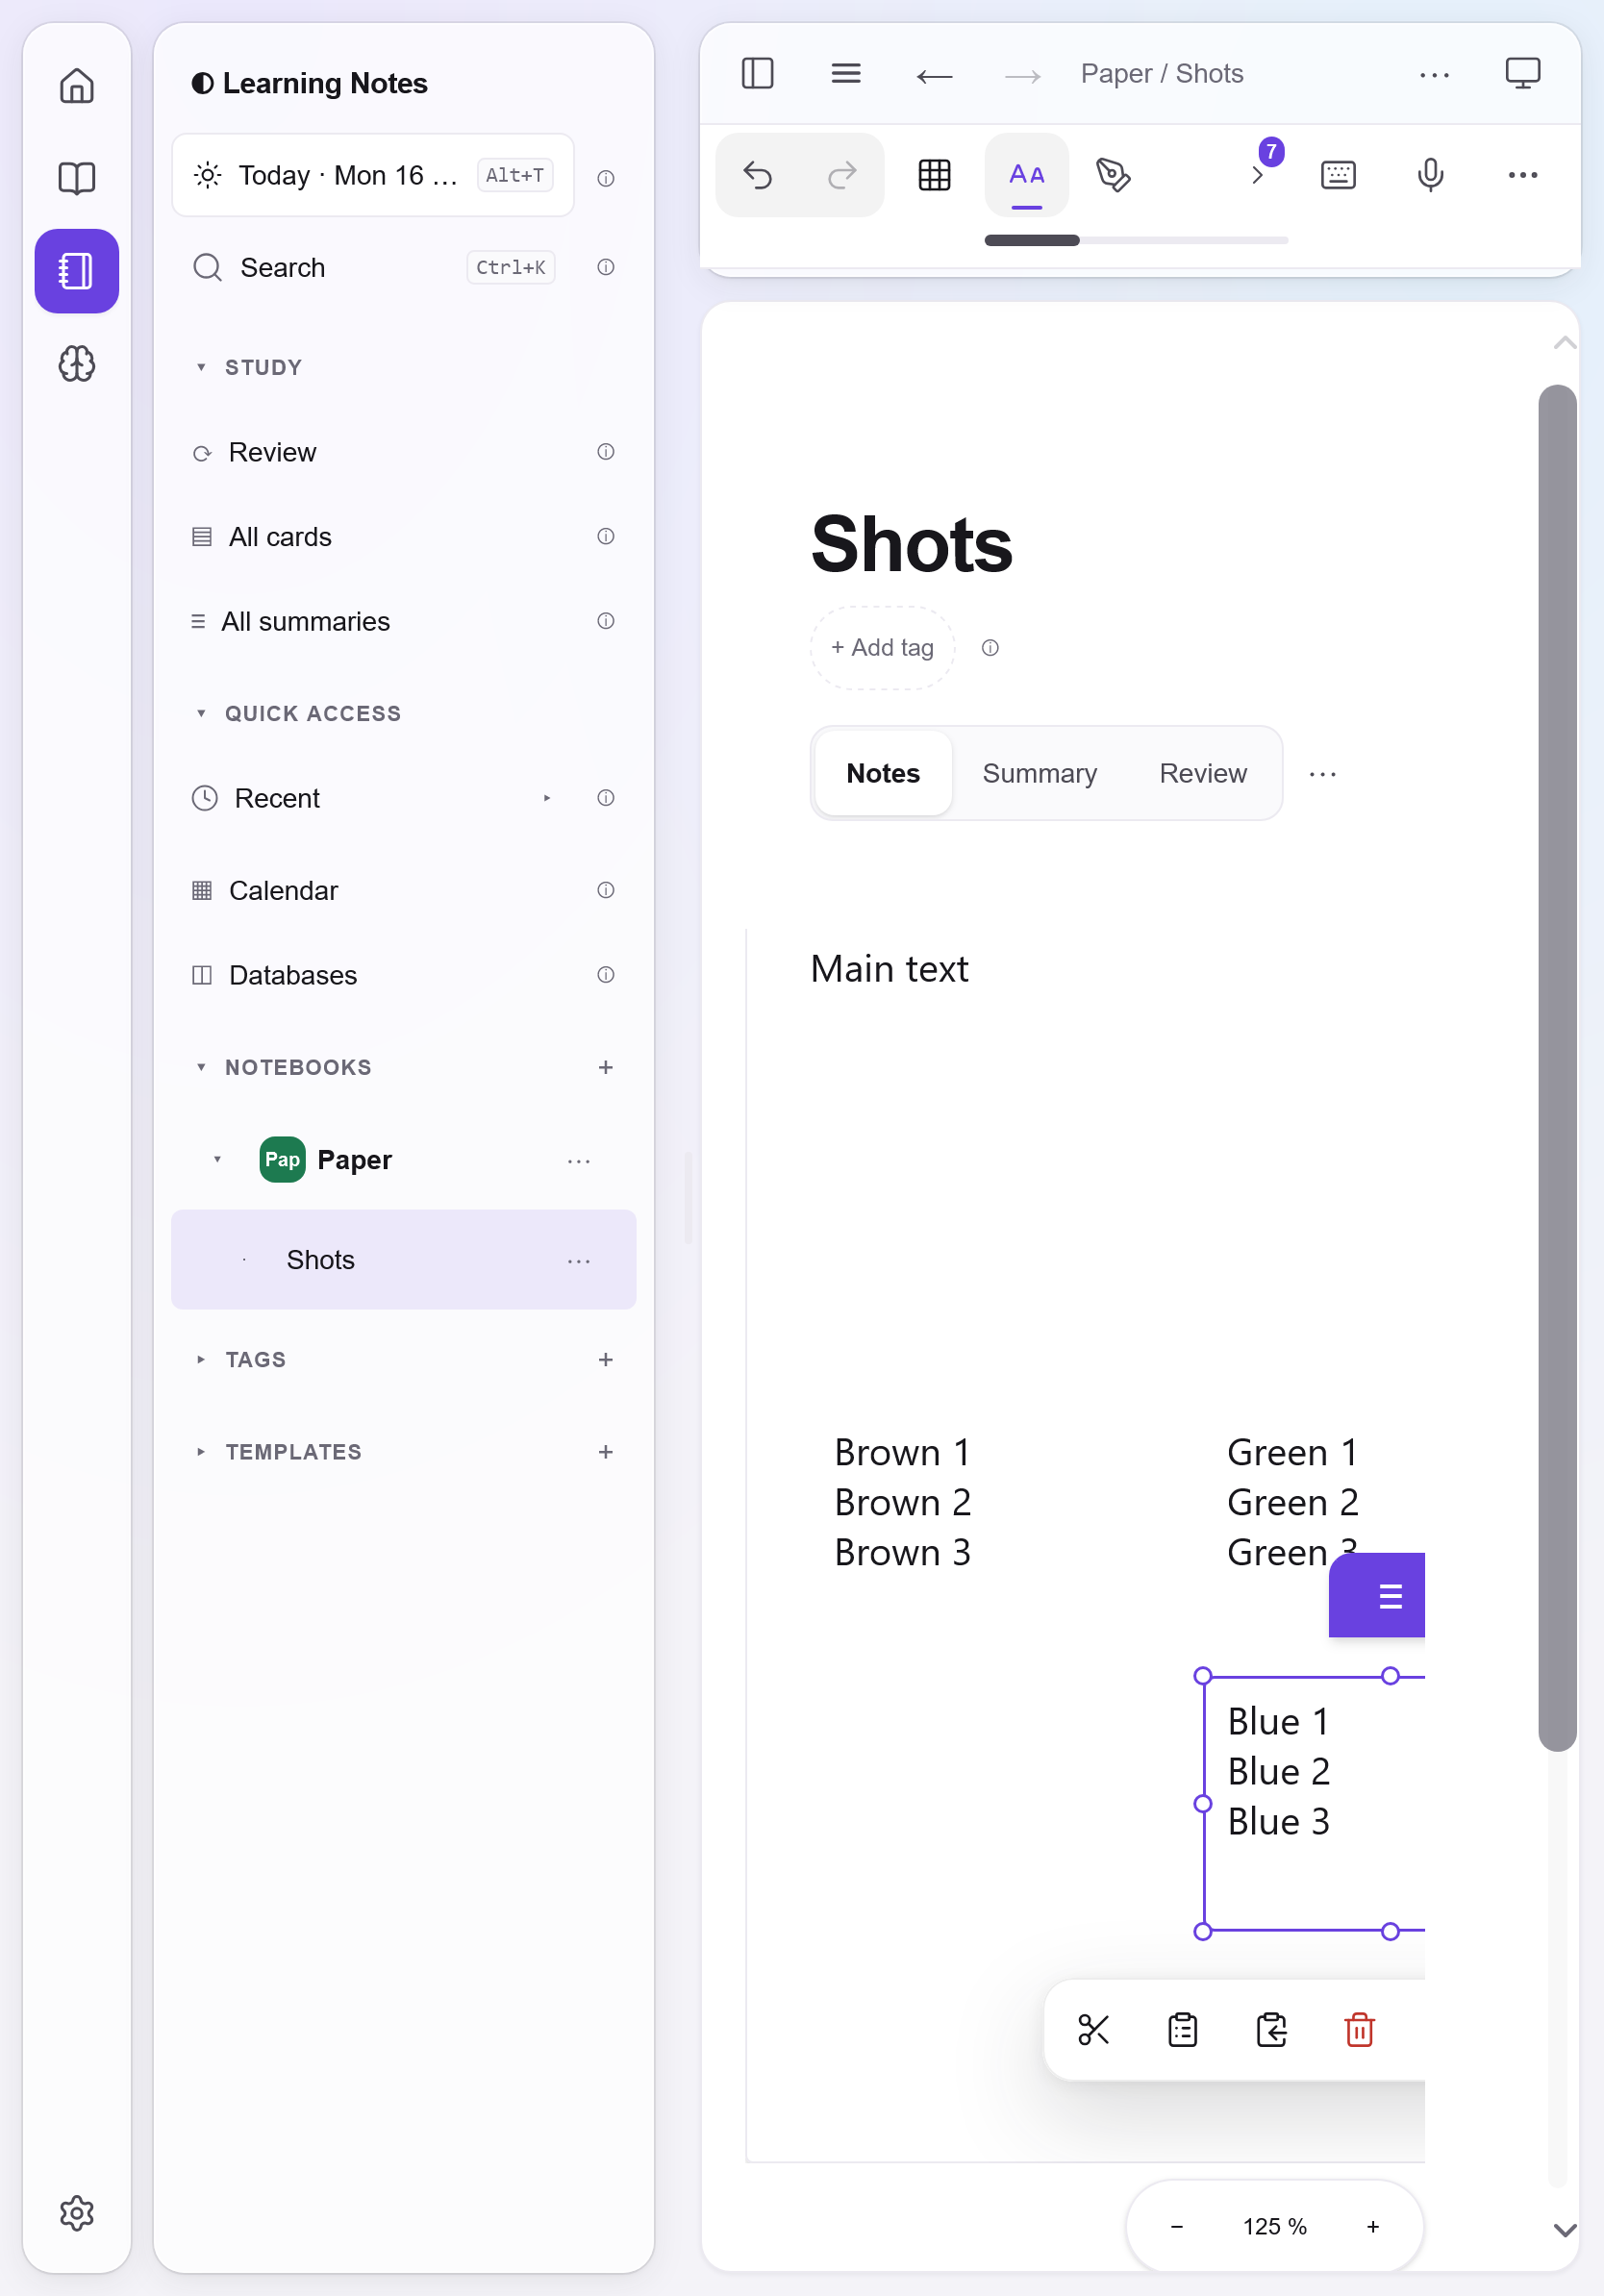 Learning Notes
Today · Mon 16 ... Alt+T
Search Ctrl+K
STUDY
Review
All cards
All summaries
QUICK ACCESS
Recent
Calendar
Databases
NOTEBOOKS +
Pap Paper ...
Shots ...
TAGS +
TEMPLATES +
Paper / Shots ...
7
Shots
+ Add tag
Notes Summary Review ...
Main text
Brown 1
Brown 2
Brown 3
Green 1
Green 2
Green 3
Blue 1
Blue 2
Blue 3
− 125 % +